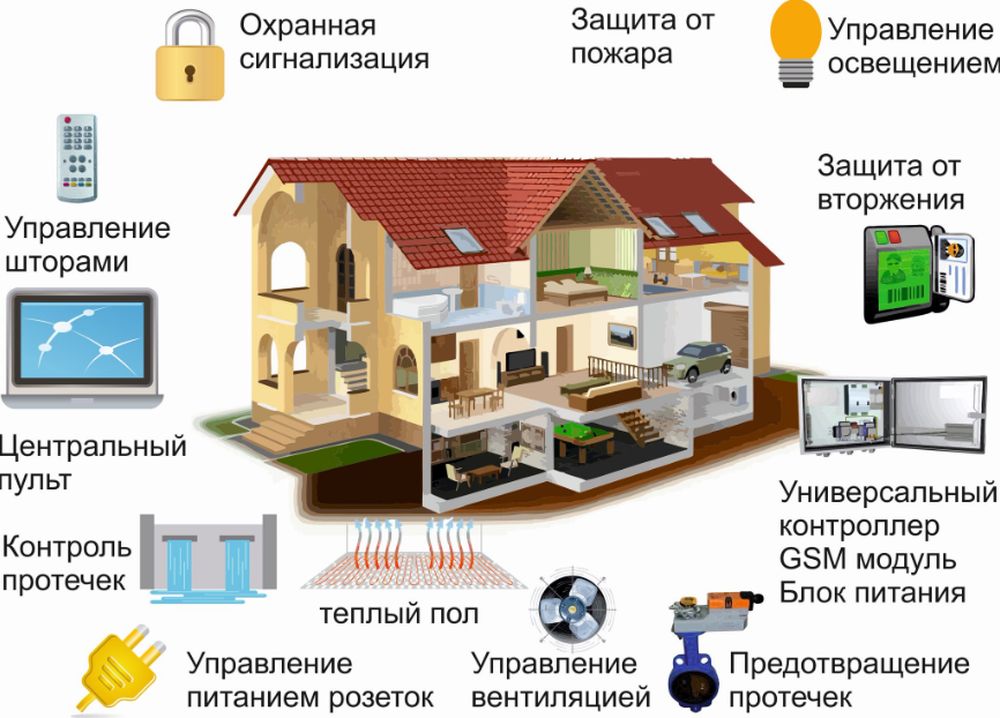 Охранная
сигнализация
Защита от
пожара
Управление
освещением
Управление
шторами
Защита от
вторжения
Центральный
пульт
Универсальный
контроллер
GSM модуль
Блок питания
Контроль
протечек
теплый пол
Управление
питанием розеток
Управление
вентиляцией
Предотвращение
протечек